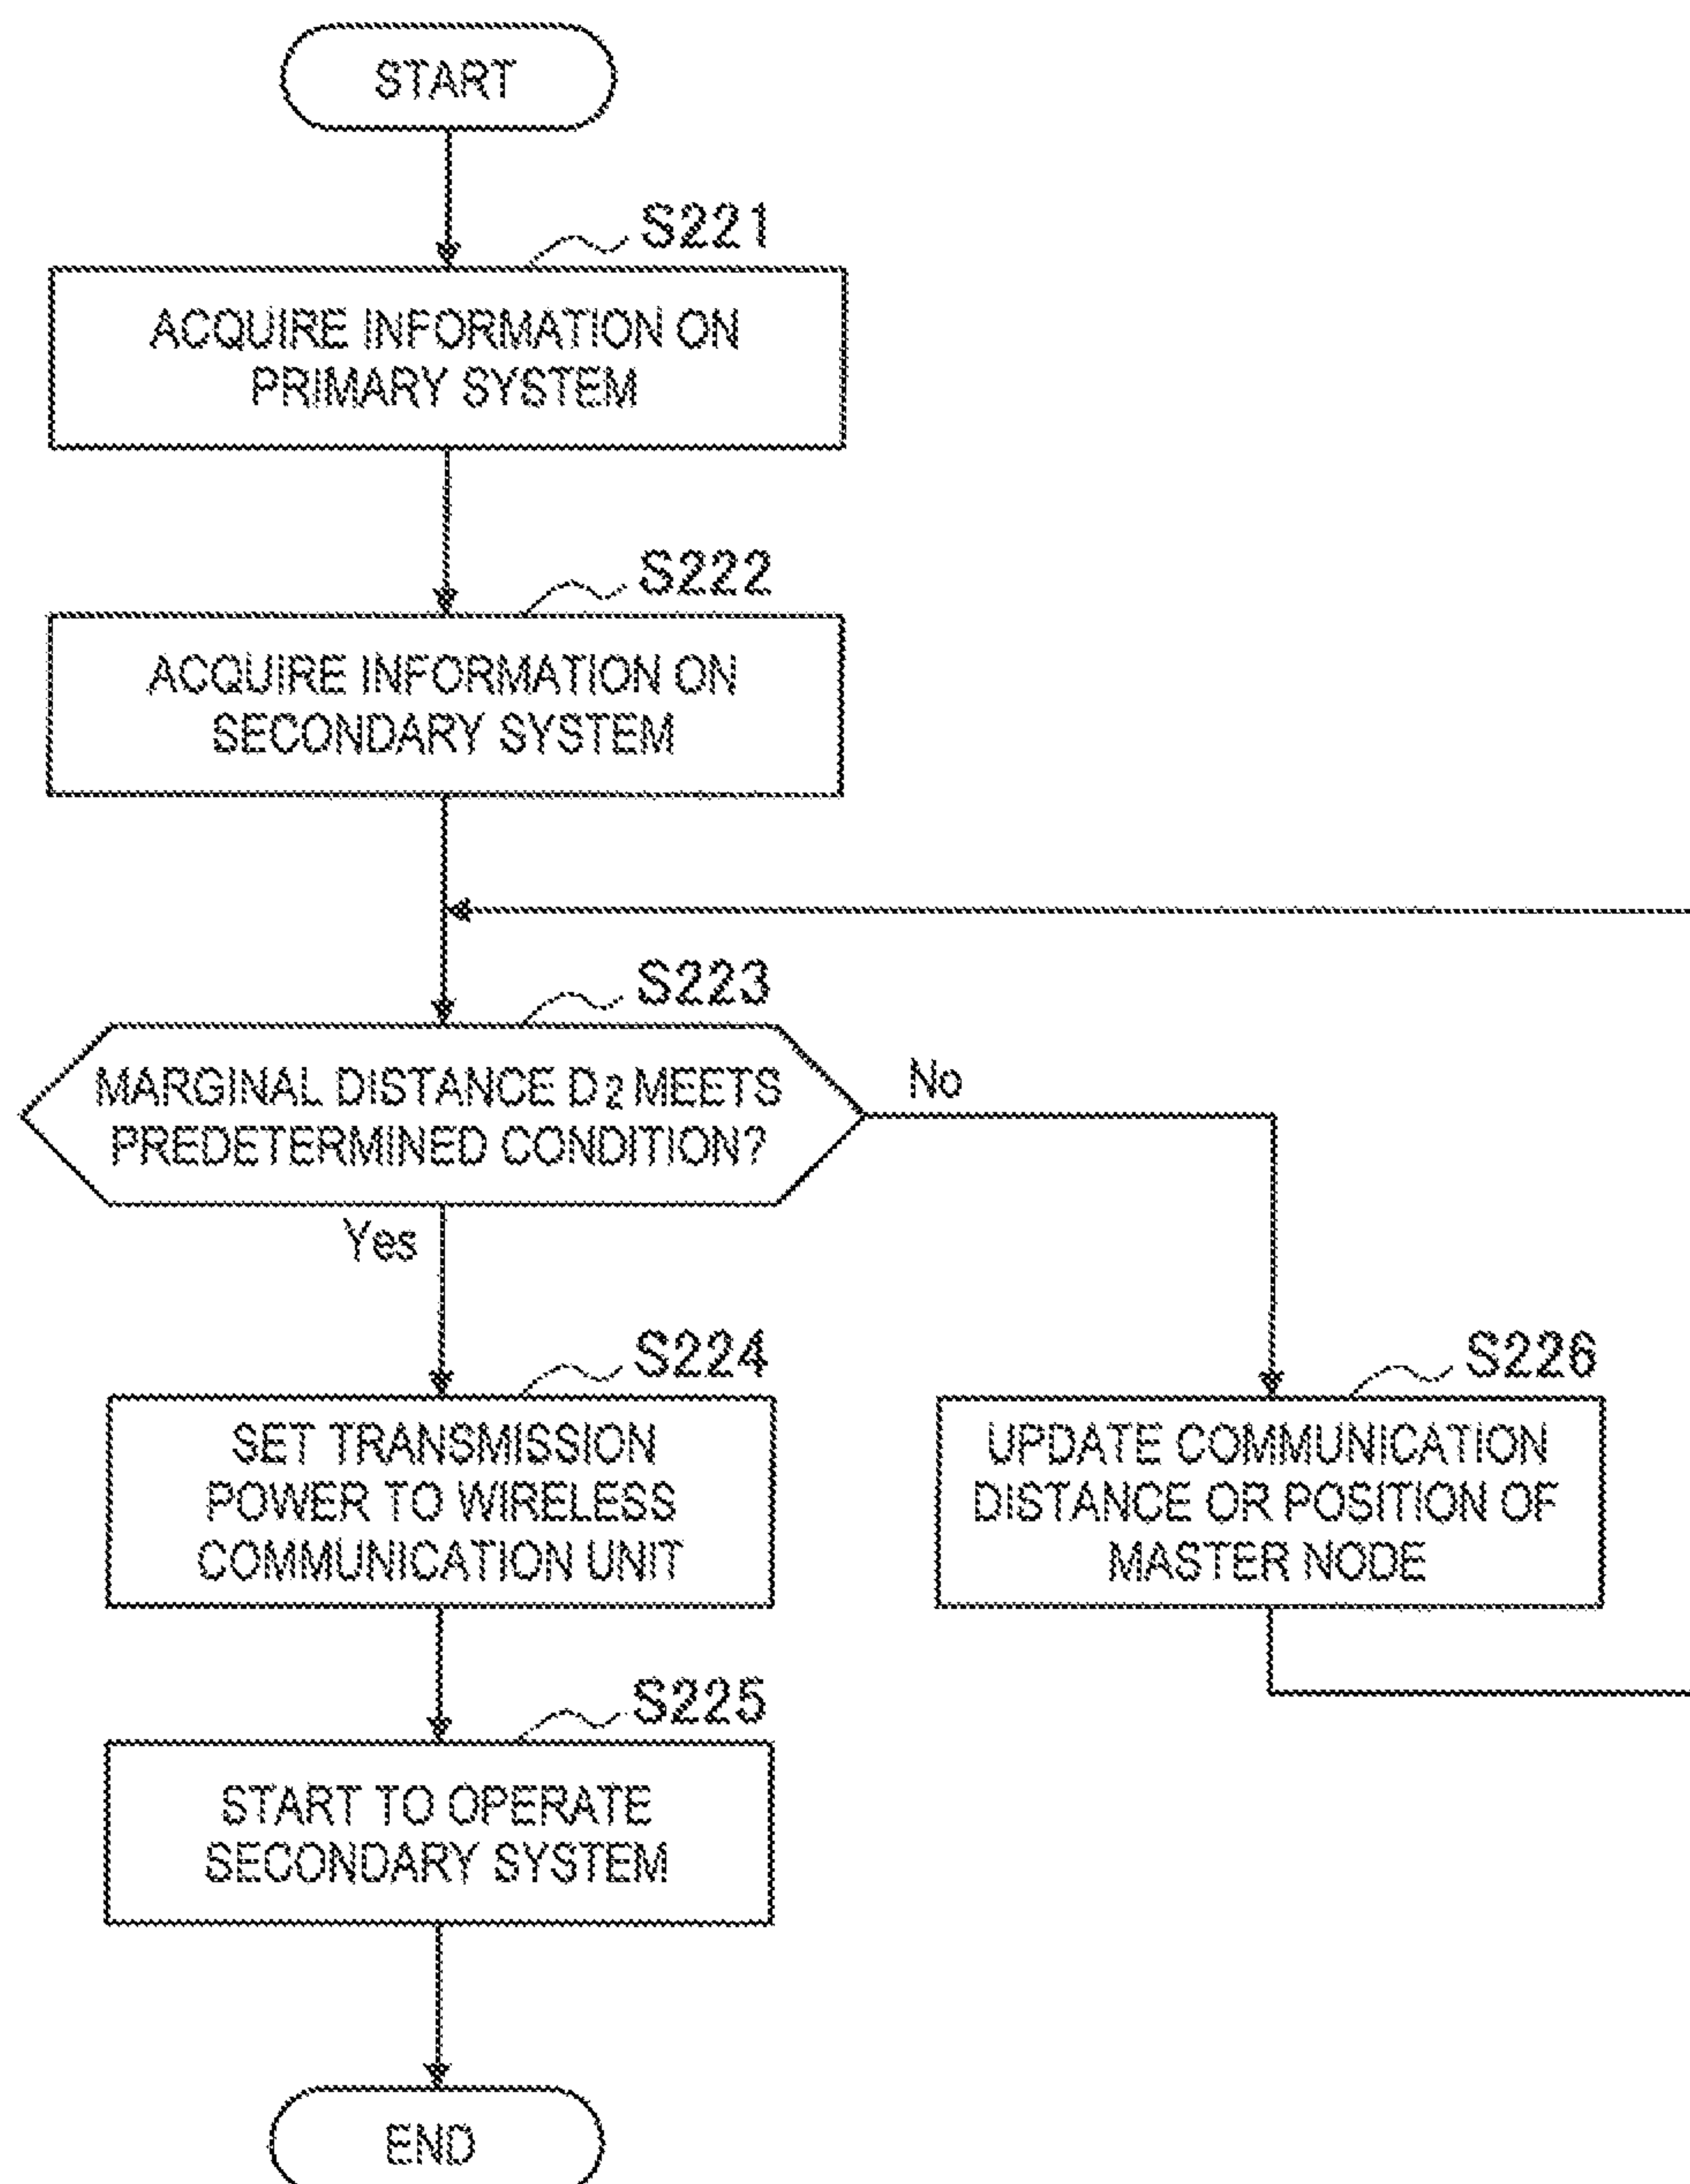 START
S221
ACQUIRE INFORMATION ON
PRIMARY SYSTEM
S222
ACQUIRE INFORMATION ON
SECONDARY SYSTEM
S223
MARGINAL DISTANCE D2 MEETS
PREDETERMINED CONDITION?
No
Yes
S224
SET TRANSMISSION
POWER TO WIRELESS
COMMUNICATION UNIT
S226
UPDATE COMMUNICATION
DISTANCE OR POSITION OF
MASTER NODE
S225
START TO OPERATE
SECONDARY SYSTEM
END